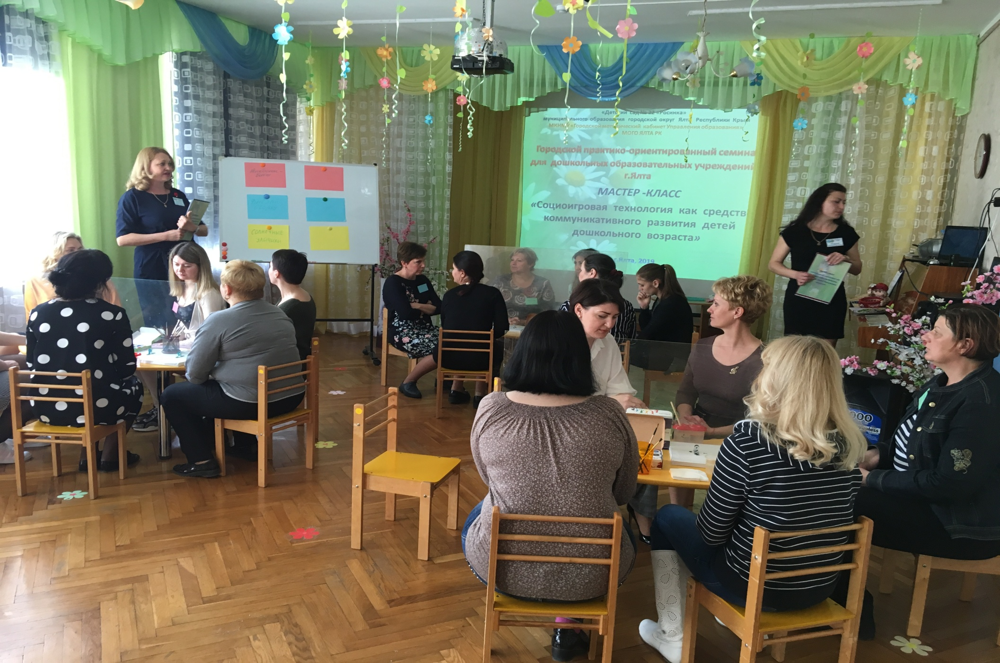 СОЛНЕЧНЫЕ
ЗАЙЧИКИ
«Детский сад № 22 «Росинка»
муниципального образования городской округ Ялта Республики Крым
МКНМУ «Городской методический кабинет Управления образования»
МОГО ЯЛТА РК
Городской практико-ориентированный семина
для дошкольных образовательных учреждений
г.Ялта
МАСТЕР -КЛАСС
«Социоигровая технология как средств
коммуникативного развития детей
дошкольного возраста»
г.Ялта, 2019